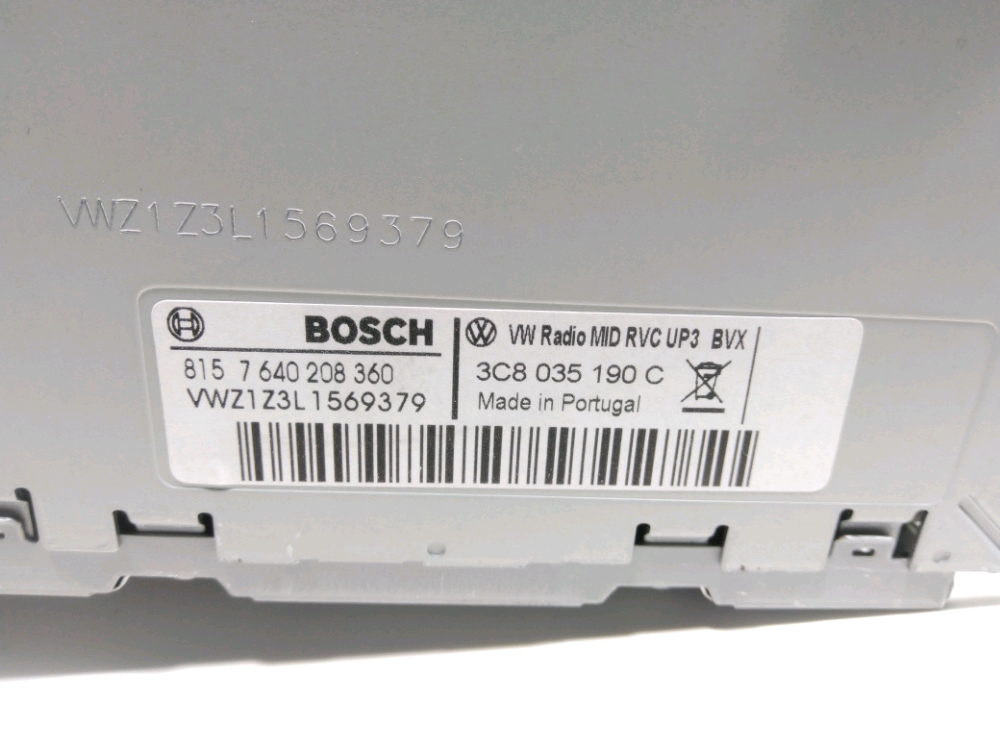 VWZ1Z3L1569379
BOSCH
815 7 640 208 360
VWZ1Z3L1569379
VW Radio MID RVC UP3 BVX
3C8 035 190 C
Made in Portugal